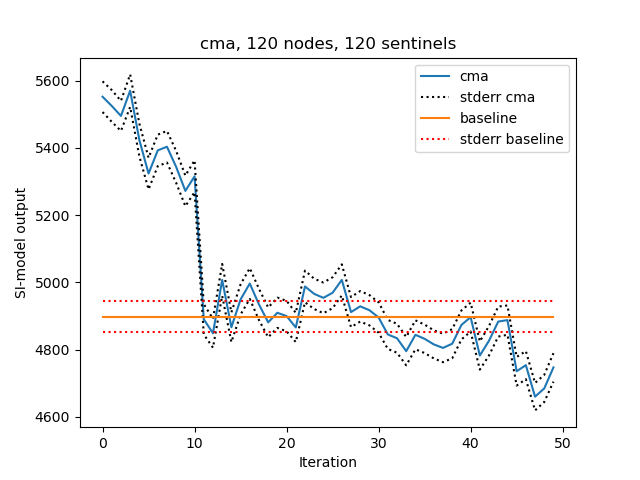 cma, 120 nodes, 120 sentinels
cma
stderr cma
baseline
stderr baseline
SI-model output
5600
5400
5200
5000
4800
4600
0 10 20 30 40 50
Iteration